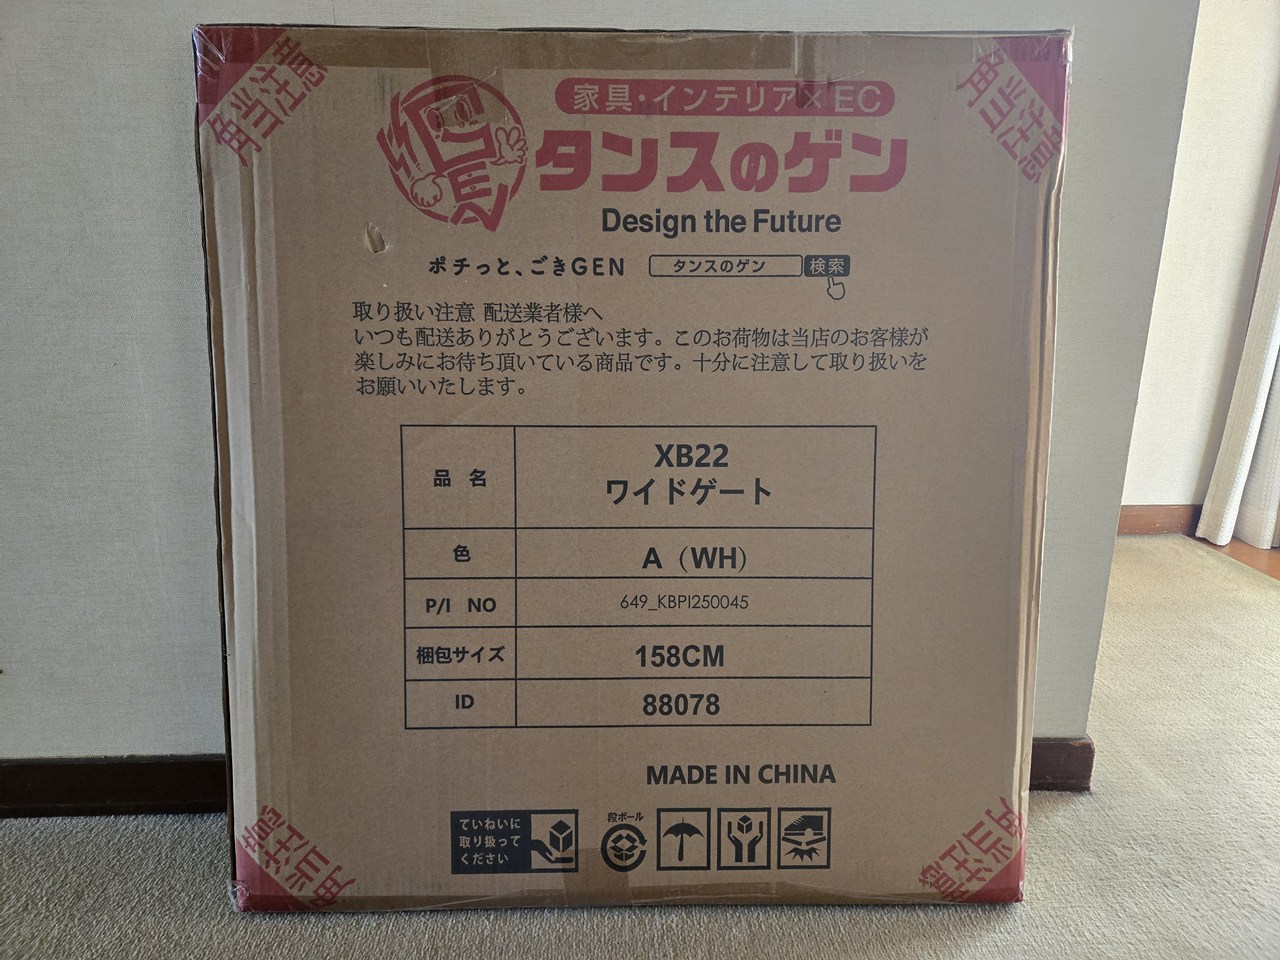 角当注意
角当注意
家具・インテリア×EC
タンスのゲン
Design the Future
ポチっと、ごきGEN タンスのゲン 検索
取り扱い注意 配送業者様へ
いつも配送ありがとうございます。このお荷物は当店のお客様が
楽しみにお待ち頂いている商品です。十分に注意して取り扱いを
お願いいたします。
品 名 XB22
ワイドゲート
色 A（WH）
P/I NO 649_KBPI250045
梱包サイズ 158CM
ID 88078
MADE IN CHINA
ていねいに
取り扱って
ください
段ボール
角当注意
角当注意